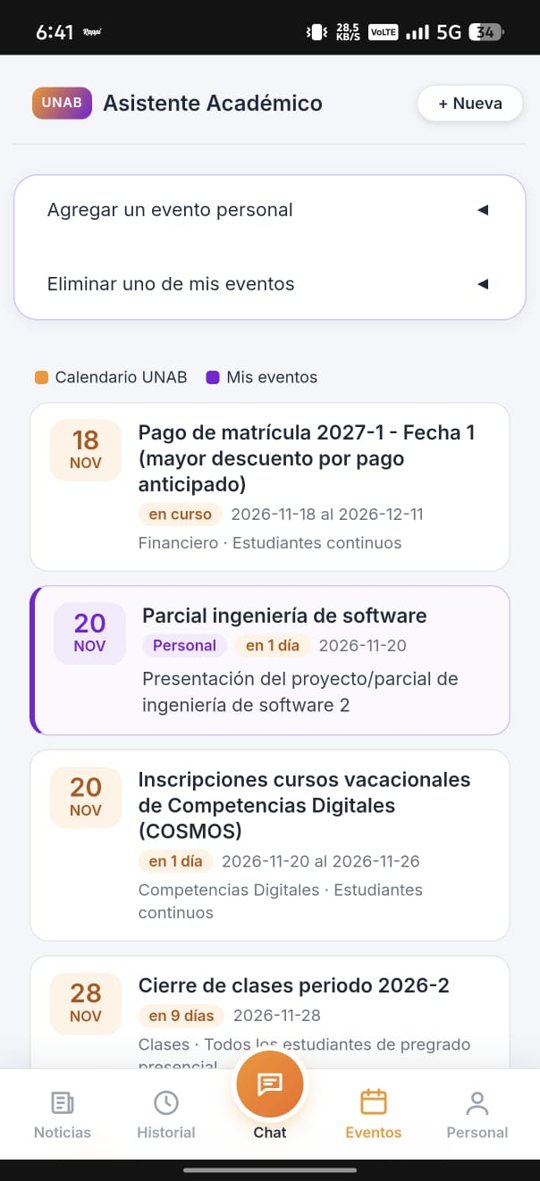 6:41 Rappi 28,5 KB/S VoLTE 5G 34
UNAB Asistente Académico + Nueva
Agregar un evento personal
Eliminar uno de mis eventos
Calendario UNAB Mis eventos
18 NOV
Pago de matrícula 2027-1 - Fecha 1
(mayor descuento por pago
anticipado)
en curso 2026-11-18 al 2026-12-11
Financiero · Estudiantes continuos
20 NOV
Parcial ingeniería de software
Personal en 1 día 2026-11-20
Presentación del proyecto/parcial de
ingeniería de software 2
20 NOV
Inscripciones cursos vacacionales
de Competencias Digitales
(COSMOS)
en 1 día 2026-11-20 al 2026-11-26
Competencias Digitales · Estudiantes
continuos
28 NOV
Cierre de clases periodo 2026-2
en 9 días 2026-11-28
Clases · Todos los estudiantes de pregrado
presencial
Noticias Historial Chat Eventos Personal